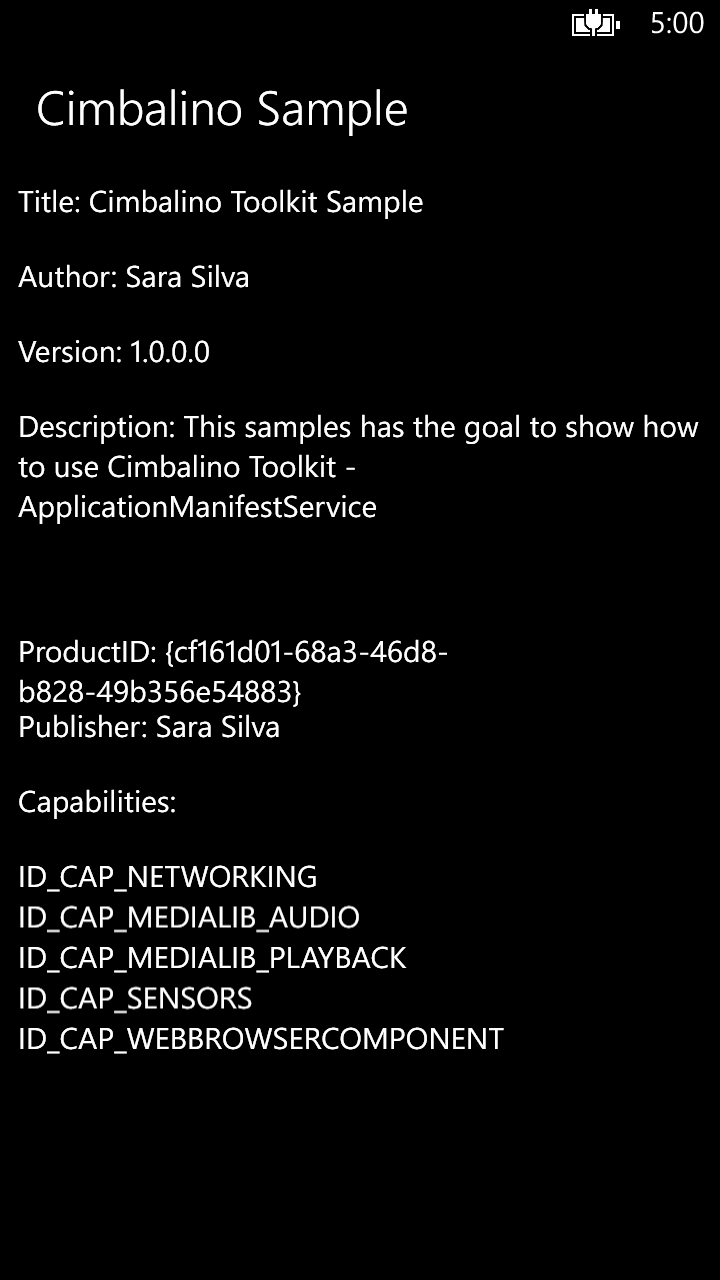 5:00
Cimbalino Sample
Title: Cimbalino Toolkit Sample
Author: Sara Silva
Version: 1.0.0.0
Description: This samples has the goal to show how
to use Cimbalino Toolkit -
ApplicationManifestService
ProductID: {cf161d01-68a3-46d8-
b828-49b356e54883}
Publisher: Sara Silva
Capabilities:
ID_CAP_NETWORKING
ID_CAP_MEDIALIB_AUDIO
ID_CAP_MEDIALIB_PLAYBACK
ID_CAP_SENSORS
ID_CAP_WEBBROWSERCOMPONENT